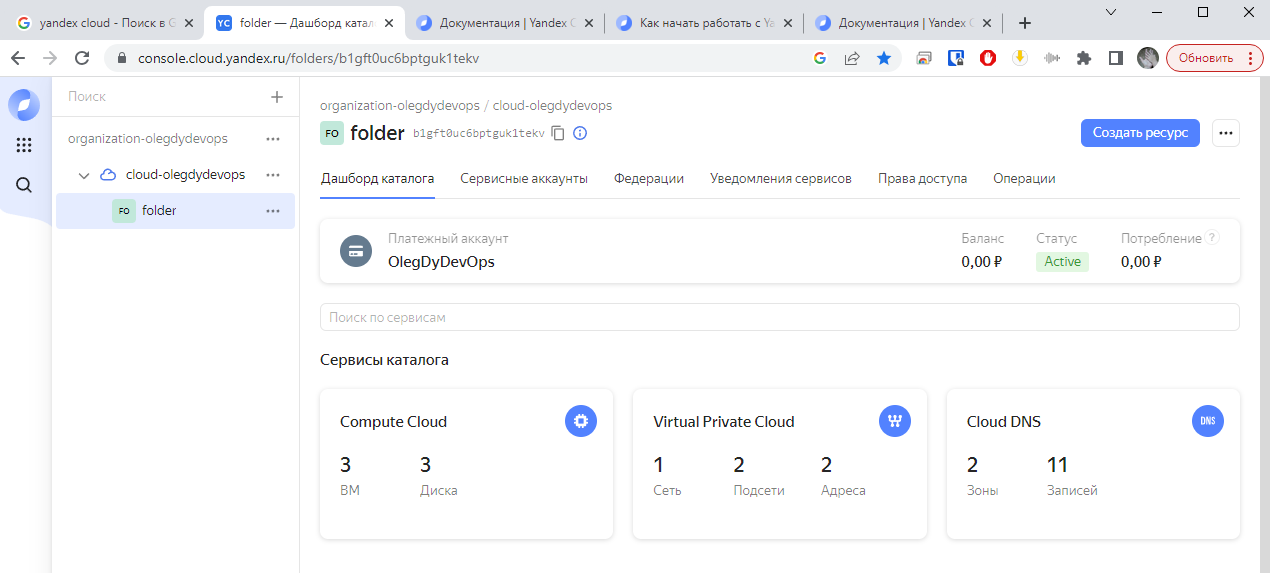 yandex cloud - Поиск в G
folder — Дашборд катал
Документация | Yandex C
Как начать работать с Ya
Документация | Yandex C
console.cloud.yandex.ru/folders/b1gft0uc6bptguk1tekv
Обновить
Поиск
organization-olegdydevops
cloud-olegdydevops
FO folder
organization-olegdydevops / cloud-olegdydevops
FO folder b1gft0uc6bptguk1tekv
Создать ресурс
Дашборд каталога Сервисные аккаунты Федерации Уведомления сервисов Права доступа Операции
Платежный аккаунт Баланс Статус Потребление ?
OlegDyDevOps 0,00 ₽ Active 0,00 ₽
Поиск по сервисам
Сервисы каталога
Compute Cloud
3 3
ВМ Диска
Virtual Private Cloud
1 2 2
Сеть Подсети Адреса
Cloud DNS DNS
2 11
Зоны Записей